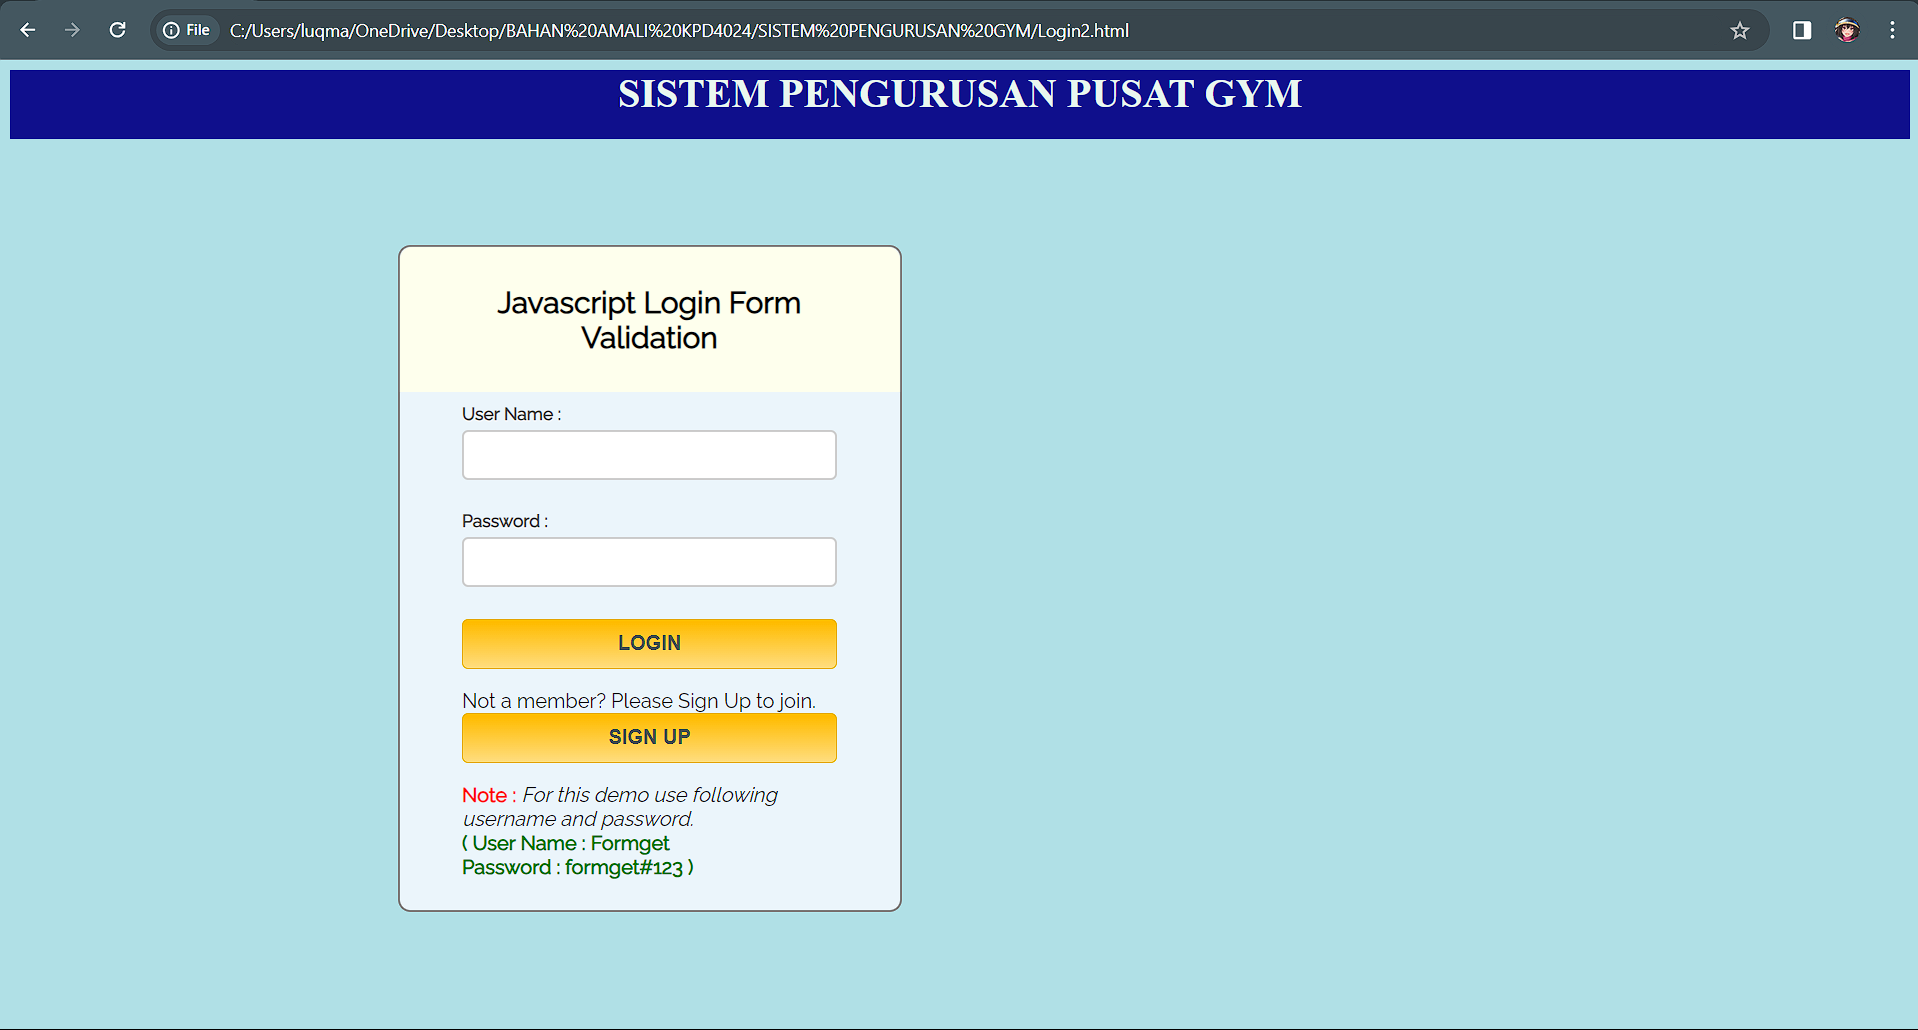 File C:/Users/luqma/OneDrive/Desktop/BAHAN%20AMALI%20KPD4024/SISTEM%20PENGURUSAN%20GYM/Login2.html
SISTEM PENGURUSAN PUSAT GYM
Javascript Login Form
Validation
User Name :
Password :
LOGIN
Not a member? Please Sign Up to join.
SIGN UP
Note : For this demo use following
username and password.
( User Name : Formget
Password : formget#123 )